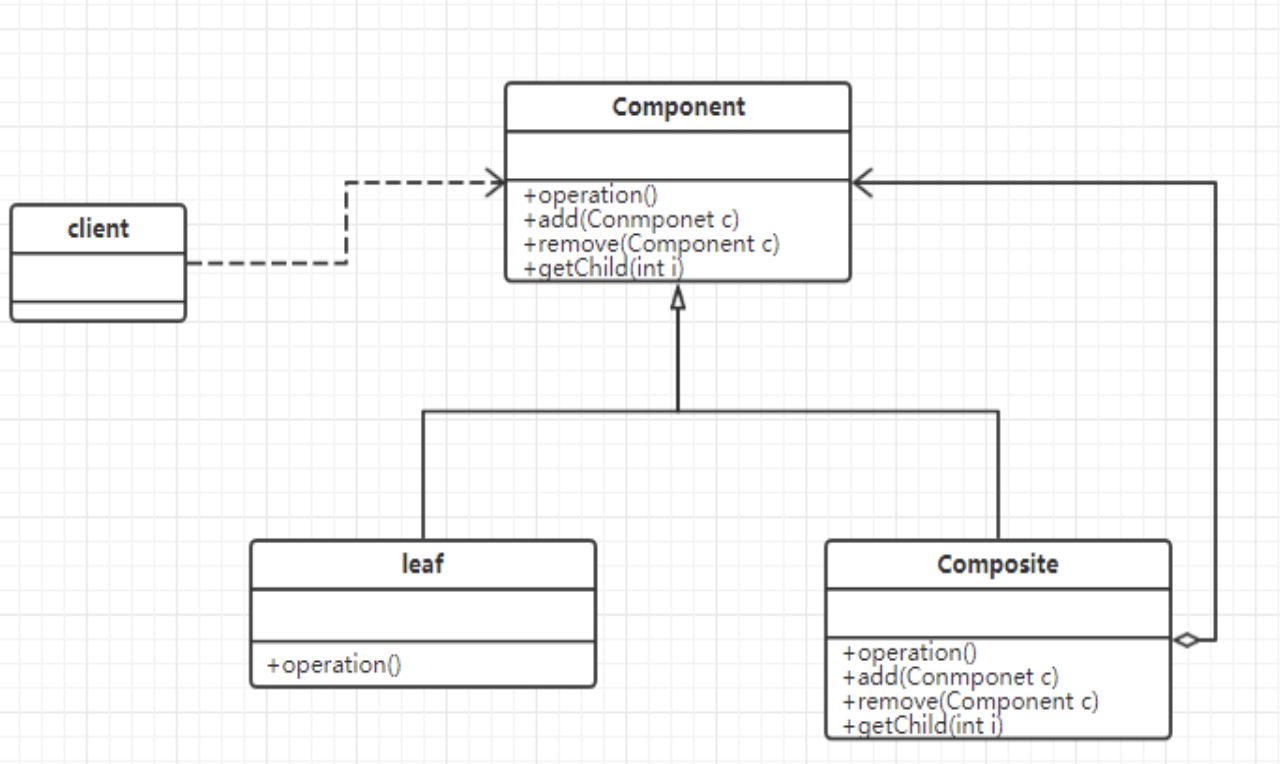 Component
+operation()
+add(Conmponet c)
+remove(Component c)
+getChild(int i)
client
leaf
+operation()
Composite
+operation()
+add(Conmponet c)
+remove(Component c)
+getChild(int i)